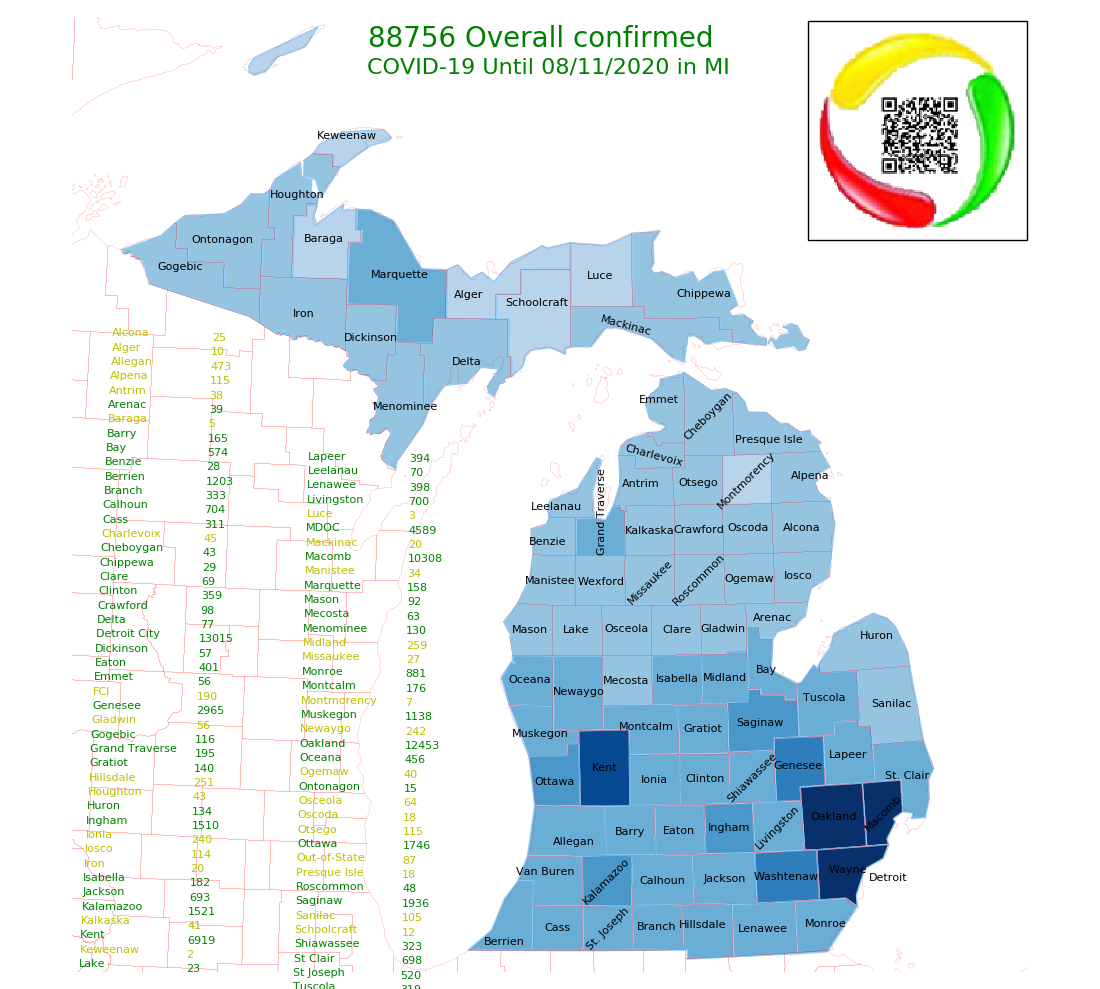 88756 Overall confirmed
COVID-19 Until 08/11/2020 in MI
Keweenaw
Houghton
Ontonagon
Baraga
Gogebic
Marquette
Iron
Alger
Luce
Schoolcraft
Chippewa
Mackinac
Dickinson
Delta
Menominee
Emmet
Cheboygan
Presque Isle
Charlevoix
Antrim
Otsego
Montmorency
Alpena
Leelanau
Grand Traverse
Benzie
Kalkaska
Crawford
Oscoda
Alcona
Manistee
Wexford
Missaukee
Roscommon
Ogemaw
Iosco
Mason
Lake
Osceola
Clare
Gladwin
Arenac
Huron
Oceana
Newaygo
Mecosta
Isabella
Midland
Bay
Tuscola
Sanilac
Muskegon
Montcalm
Gratiot
Saginaw
Ottawa
Kent
Ionia
Clinton
Shiawassee
Genesee
Lapeer
St. Clair
Allegan
Barry
Eaton
Ingham
Livingston
Oakland
Macomb
Van Buren
Kalamazoo
Calhoun
Jackson
Washtenaw
Wayne
Detroit
Berrien
Cass
St. Joseph
Branch
Hillsdale
Lenawee
Monroe
Alcona 25
Alger 10
Allegan 473
Alpena 115
Antrim 38
Arenac 39
Baraga 5
Barry 165
Bay 574
Benzie 28
Berrien 1203
Branch 333
Calhoun 704
Cass 311
Charlevoix 45
Cheboygan 43
Chippewa 29
Clare 69
Clinton 359
Crawford 98
Delta 77
Detroit City 13015
Dickinson 57
Eaton 401
Emmet 56
FCI 190
Genesee 2965
Gladwin 56
Gogebic 116
Grand Traverse 195
Gratiot 140
Hillsdale 251
Houghton 43
Huron 134
Ingham 1510
Ionia 240
Iosco 114
Iron 20
Isabella 182
Jackson 693
Kalamazoo 1521
Kalkaska 41
Kent 6919
Keweenaw 2
Lake 23
Lapeer 394
Leelanau 70
Lenawee 398
Livingston 700
Luce 3
MDOC 4589
Mackinac 20
Macomb 10308
Manistee 34
Marquette 158
Mason 92
Mecosta 63
Menominee 130
Midland 259
Missaukee 27
Monroe 881
Montcalm 176
Montmorency 7
Muskegon 1138
Newaygo 242
Oakland 12453
Oceana 456
Ogemaw 40
Ontonagon 15
Osceola 64
Oscoda 18
Otsego 115
Ottawa 1746
Out-of-State 87
Presque Isle 18
Roscommon 48
Saginaw 1936
Sanilac 105
Schoolcraft 12
Shiawassee 323
St Clair 698
St Joseph 520
Tuscola 319